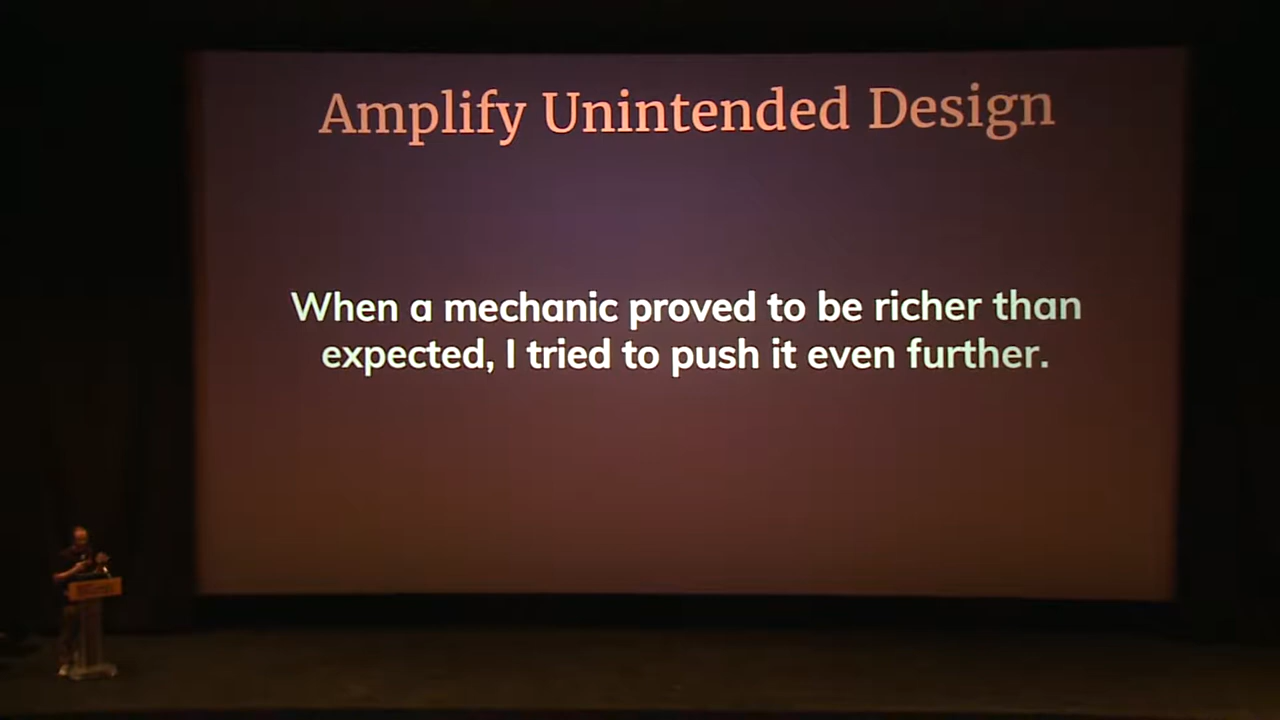 Amplify Unintended Design
When a mechanic proved to be richer than
expected, I tried to push it even further.